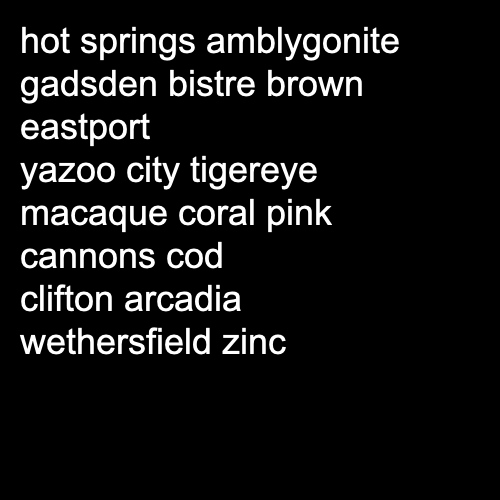 hot springs amblygonite
gadsden bistre brown
eastport
yazoo city tigereye
macaque coral pink
cannons cod
clifton arcadia
wethersfield zinc